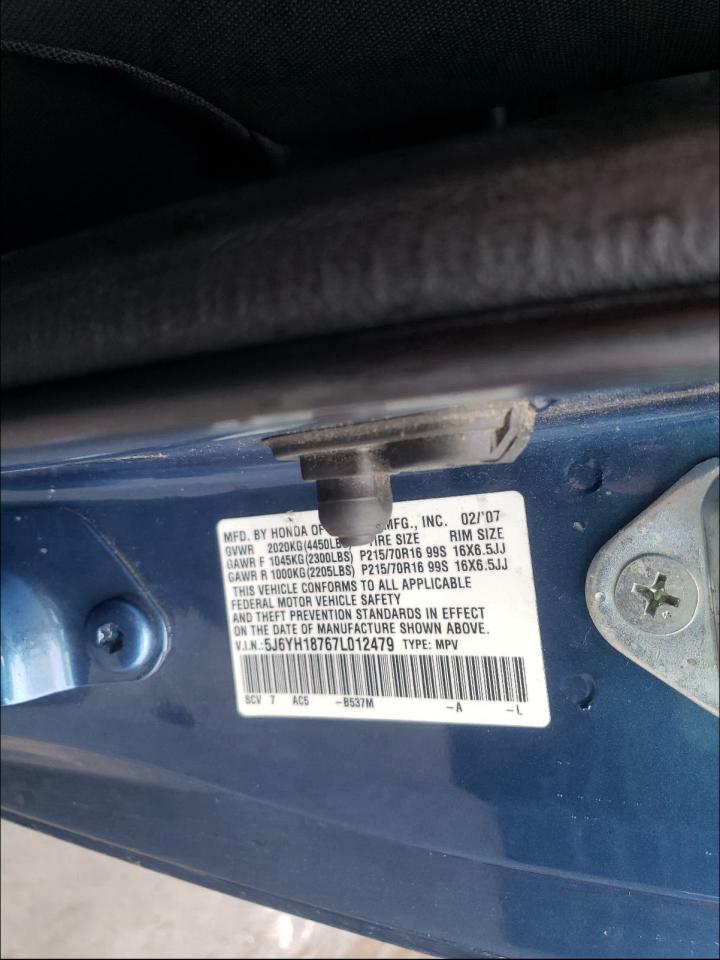 MFD. BY HONDA OF MFG., INC. 02/'07
GVWR 2020KG(4450LBS) TIRE SIZE RIM SIZE
GAWR F 1045KG(2300LBS) P215/70R16 99S 16X6.5JJ
GAWR R 1000KG(2205LBS) P215/70R16 99S 16X6.5JJ
THIS VEHICLE CONFORMS TO ALL APPLICABLE
FEDERAL MOTOR VEHICLE SAFETY
AND THEFT PREVENTION STANDARDS IN EFFECT
ON THE DATE OF MANUFACTURE SHOWN ABOVE.
V.I.N.:5J6YH18767L012479 TYPE: MPV
SCV 7 AC5 -B537M -A -L